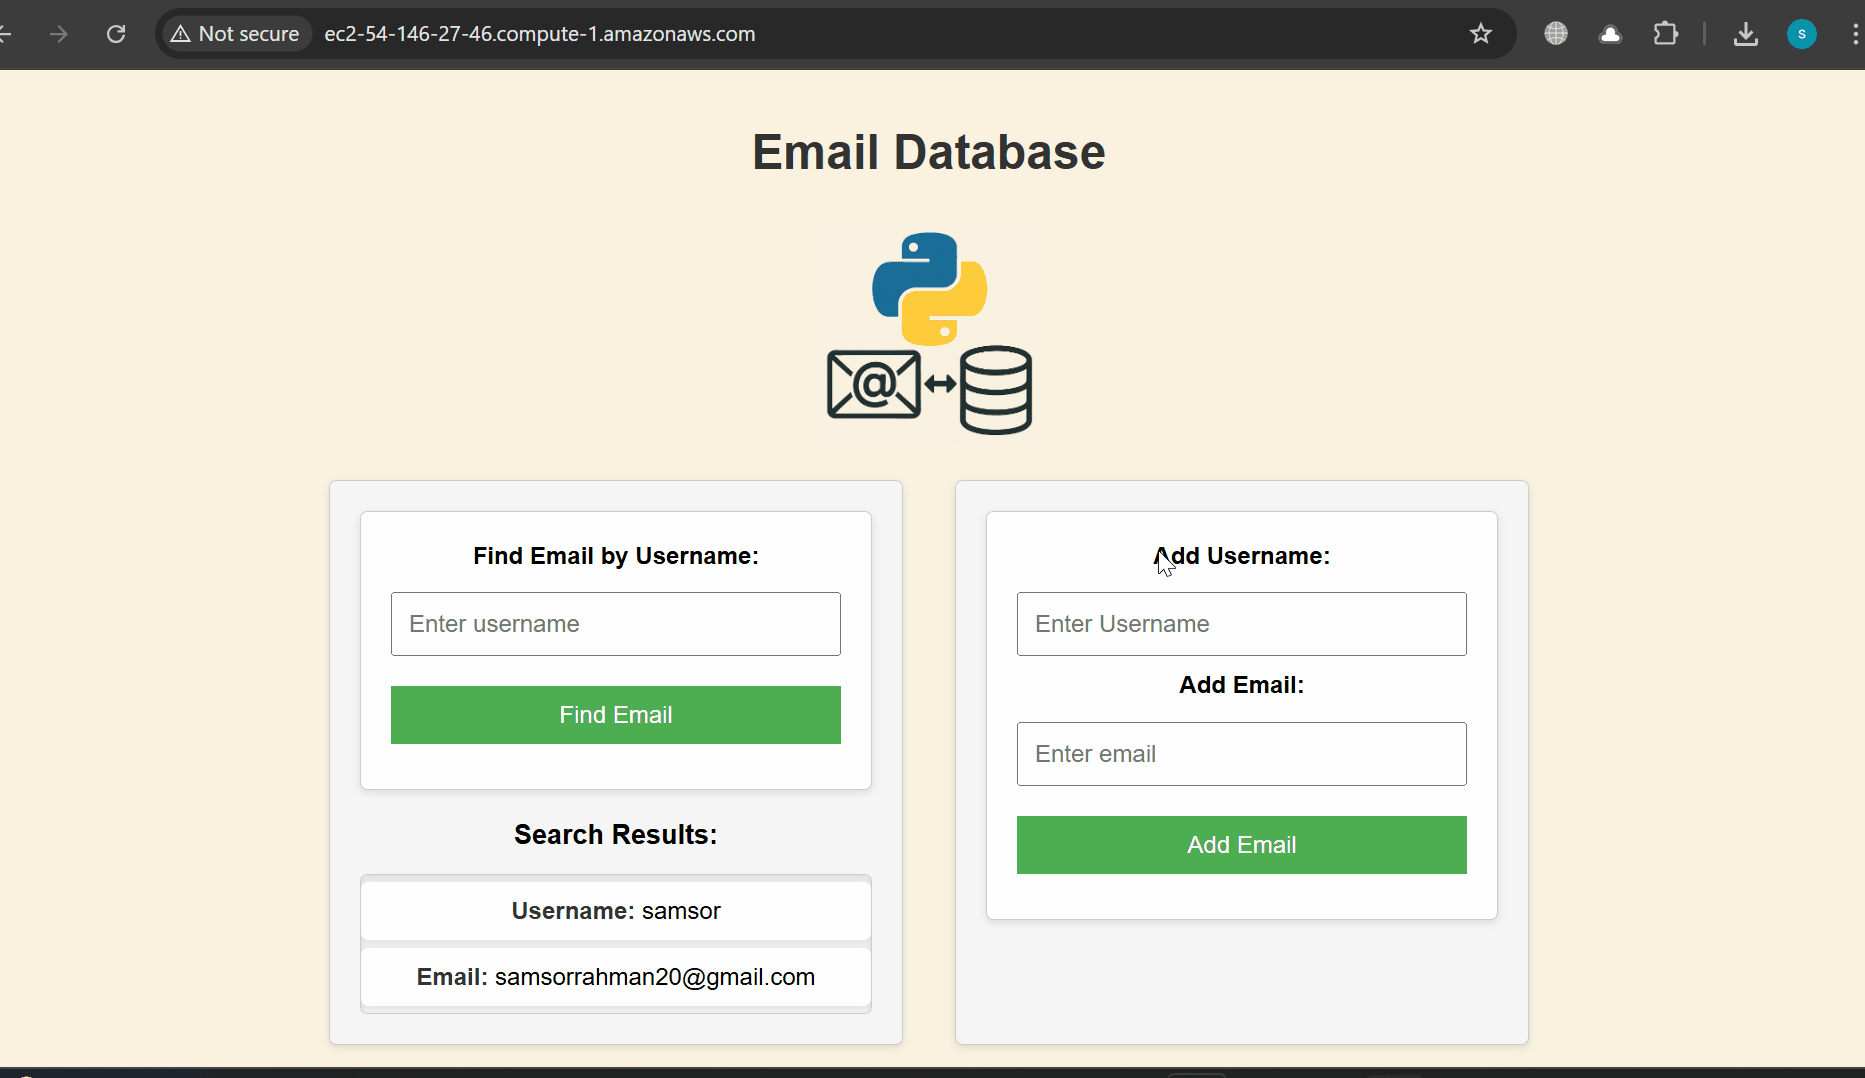 Not secure ec2-54-146-27-46.compute-1.amazonaws.com
s
Email Database
@
Find Email by Username:
Enter username
Find Email
Search Results:
Username: samsor
Email: samsorrahman20@gmail.com
Add Username:
Enter Username
Add Email:
Enter email
Add Email